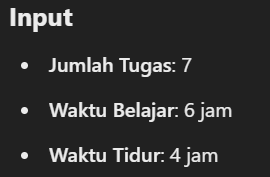 Input
• Jumlah Tugas: 7
• Waktu Belajar: 6 jam
• Waktu Tidur: 4 jam